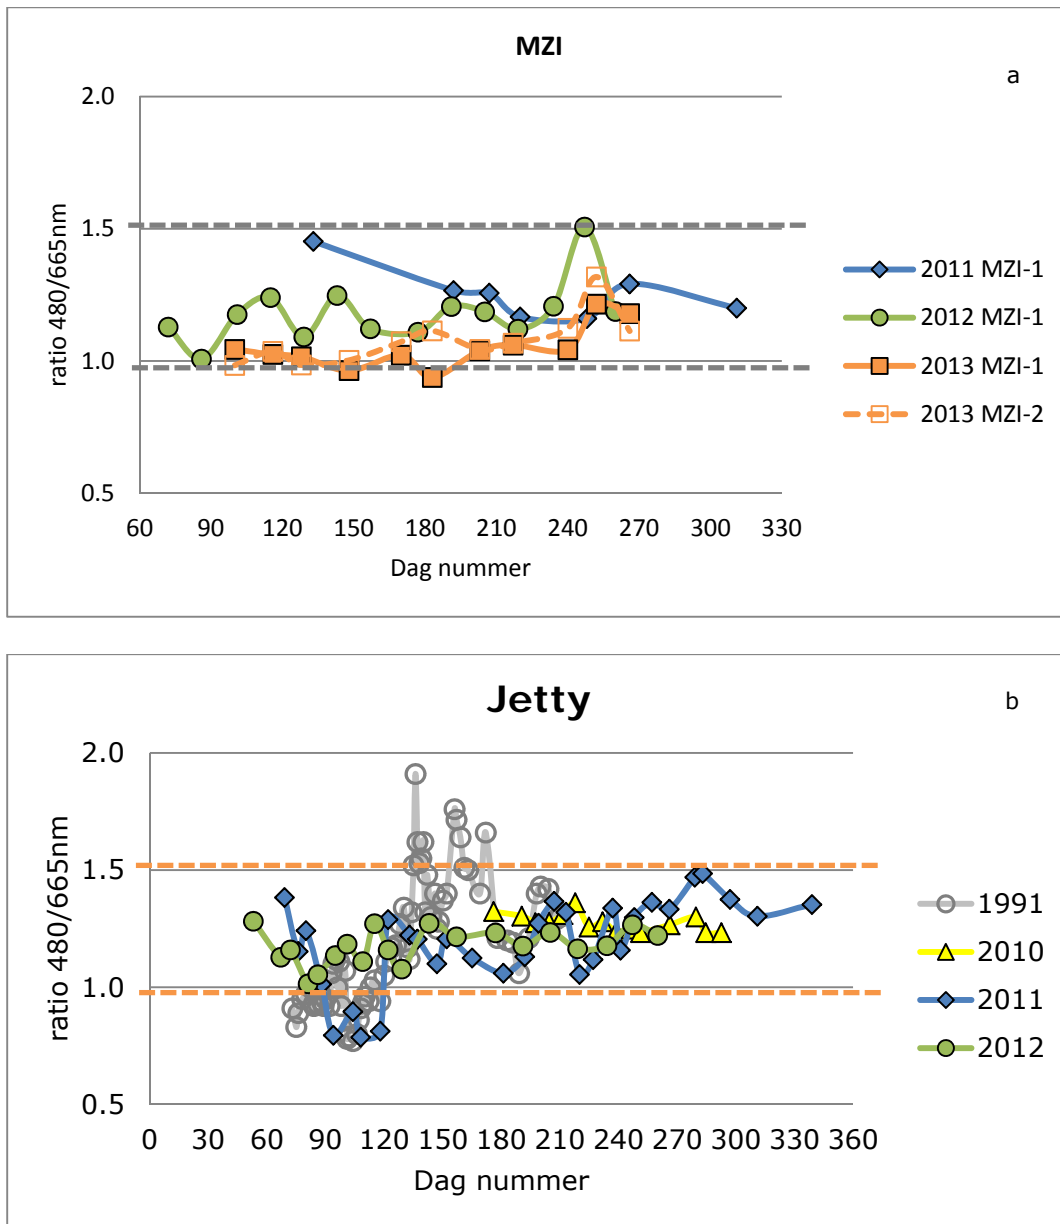 MZI
a
2.0
1.5
1.0
0.5
ratio 480/665nm
60 90 120 150 180 210 240 270 300 330
Dag nummer
2011 MZI-1
2012 MZI-1
2013 MZI-1
2013 MZI-2
Jetty
b
2.0
1.5
1.0
0.5
ratio 480/665nm
0 30 60 90 120 150 180 210 240 270 300 330 360
Dag nummer
1991
2010
2011
2012